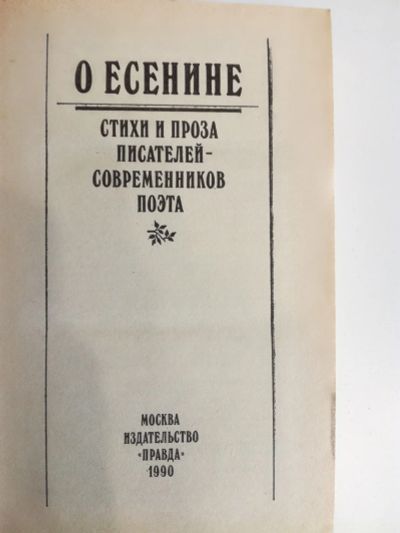 О ЕСЕНИНЕ
СТИХИ И ПРОЗА
ПИСАТЕЛЕЙ-
СОВРЕМЕННИКОВ
ПОЭТА
МОСКВА
ИЗДАТЕЛЬСТВО
«ПРАВДА»
1990